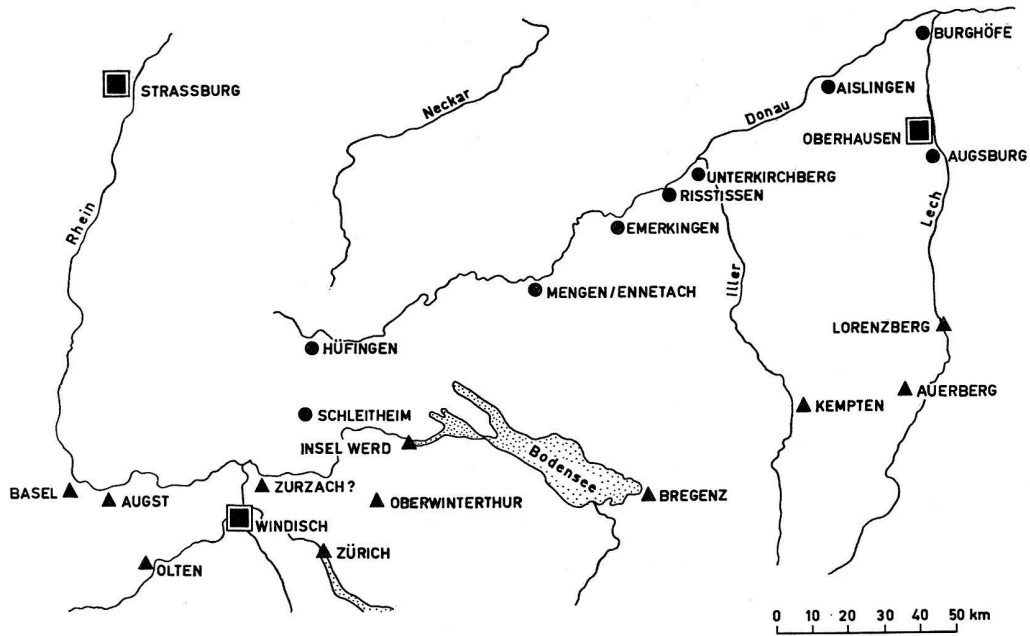 BURGHÖFE
STRASSBURG
Neckar
Donau
AISLINGEN
OBERHAUSEN
AUGSBURG
UNTERKIRCHBERG
RISSTISSEN
Rhein
Lech
EMERKINGEN
Iller
MENGEN/ENNETACH
LORENZBERG
HÜFINGEN
AUERBERG
KEMPTEN
SCHLEITHEIM
INSEL WERD
Bodensee
BASEL
ZURZACH?
AUGST
OBERWINTERTHUR
BREGENZ
WINDISCH
ZÜRICH
OLTEN
0 10 20 30 40 50 km